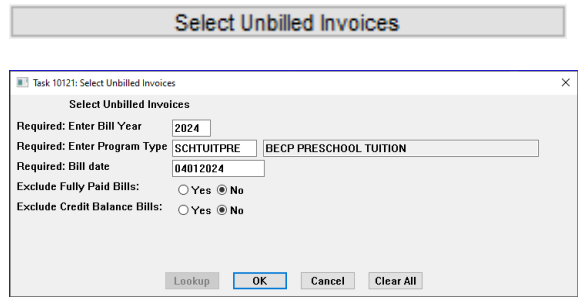 Select Unbilled Invoices
Task 10121: Select Unbilled Invoices
Select Unbilled Invoices
Required: Enter Bill Year 2024
Required: Enter Program Type SCHTUITPRE BECP PRESCHOOL TUITION
Required: Bill date 04012024
Exclude Fully Paid Bills: Yes No
Exclude Credit Balance Bills: Yes No
Lookup OK Cancel Clear All